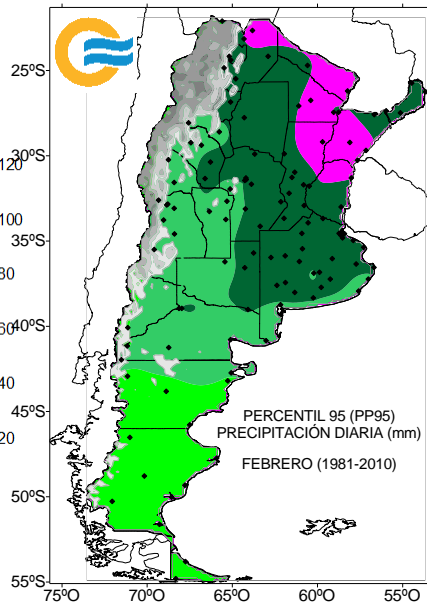 25ºS
120
30ºS
100
35ºS
80
60
40ºS
40
45ºS
20
PERCENTIL 95 (PP95)
PRECIPITACIÓN DIARIA (mm)
FEBRERO (1981-2010)
50ºS
55ºS
75ºO 70ºO 65ºO 60ºO 55ºO